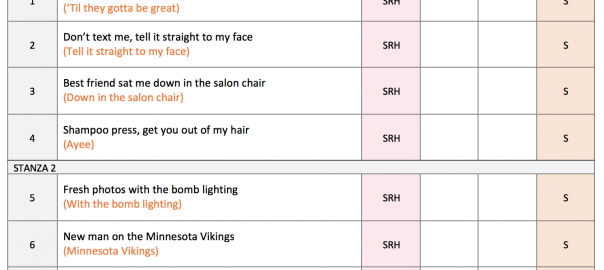 1
('Til they gotta be great)
SRH
S
2
Don't text me, tell it straight to my face
(Tell it straight to my face)
SRH
S
3
Best friend sat me down in the salon chair
(Down in the salon chair)
SRH
S
4
Shampoo press, get you out of my hair
(Ayee)
SRH
S
STANZA 2
5
Fresh photos with the bomb lighting
(With the bomb lighting)
SRH
S
6
New man on the Minnesota Vikings
(Minnesota Vikings)
SRH
S